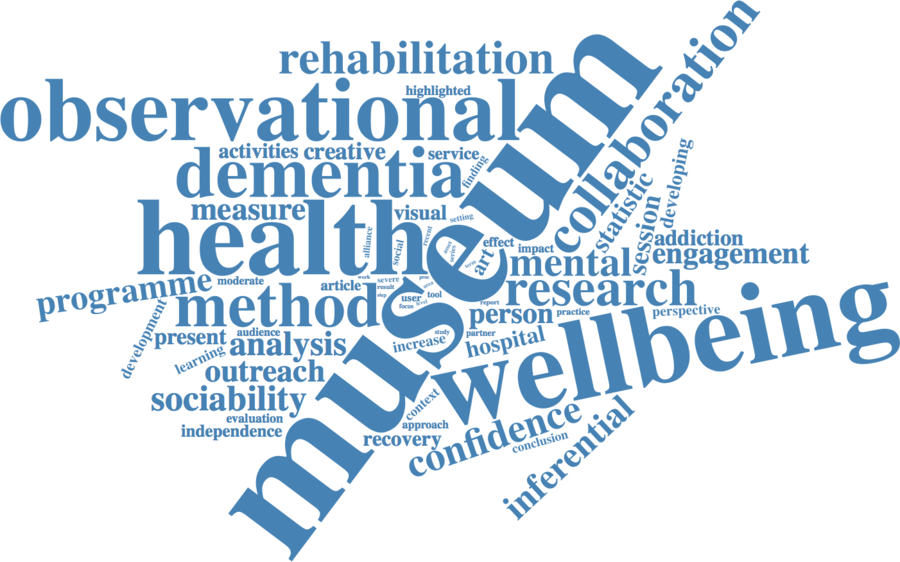 rehabilitation
collaboration
highlighted
observational
museum
activities creative
service
finding
dementia
developing
statistic
measure
visual
setting
session
health
alliance
social
recent
effect
impact
addiction
art
mental
engagement
programme
moderate
work
severe
result
article
research
method
user
tool
focus
report
person
practice
perspective
wellbeing
development
present
audience
analysis
learning
increase
study
partner
hospital
outreach
sociability
context
evaluation
independence
approach
recovery
confidence
conclusion
inferential